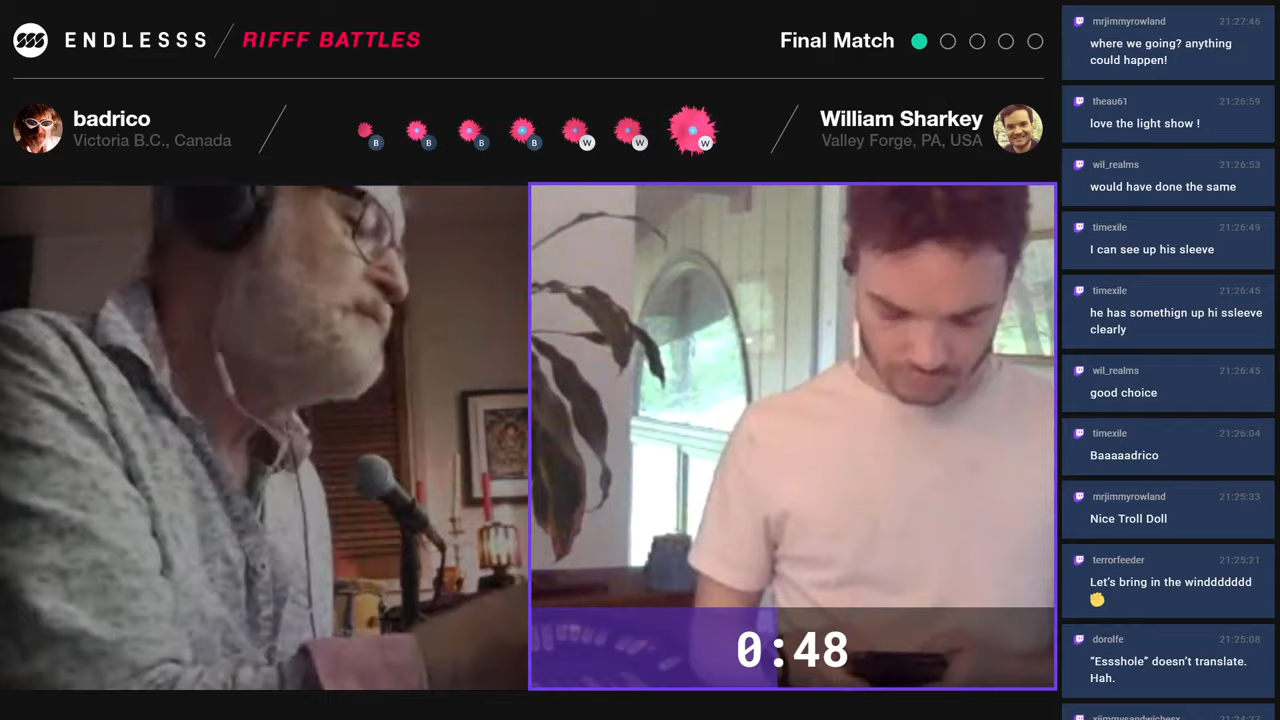 ENDLESSS / RIFFF BATTLES
Final Match
badrico
Victoria B.C., Canada
B
B
B
B
W
W
W
William Sharkey
Valley Forge, PA, USA
0:48
mrjimmyrowland 21:27:46
where we going? anything
could happen!
theau61 21:26:59
love the light show !
wil_realms 21:26:53
would have done the same
timexile 21:26:49
I can see up his sleeve
timexile 21:26:45
he has somethign up hi ssleeve
clearly
wil_realms 21:26:45
good choice
timexile 21:26:04
Baaaaadrico
mrjimmyrowland 21:25:33
Nice Troll Doll
terrorfeeder 21:25:21
Let's bring in the winddddddd
✊
dorolfe 21:25:08
"Essshole" doesn't translate.
Hah.